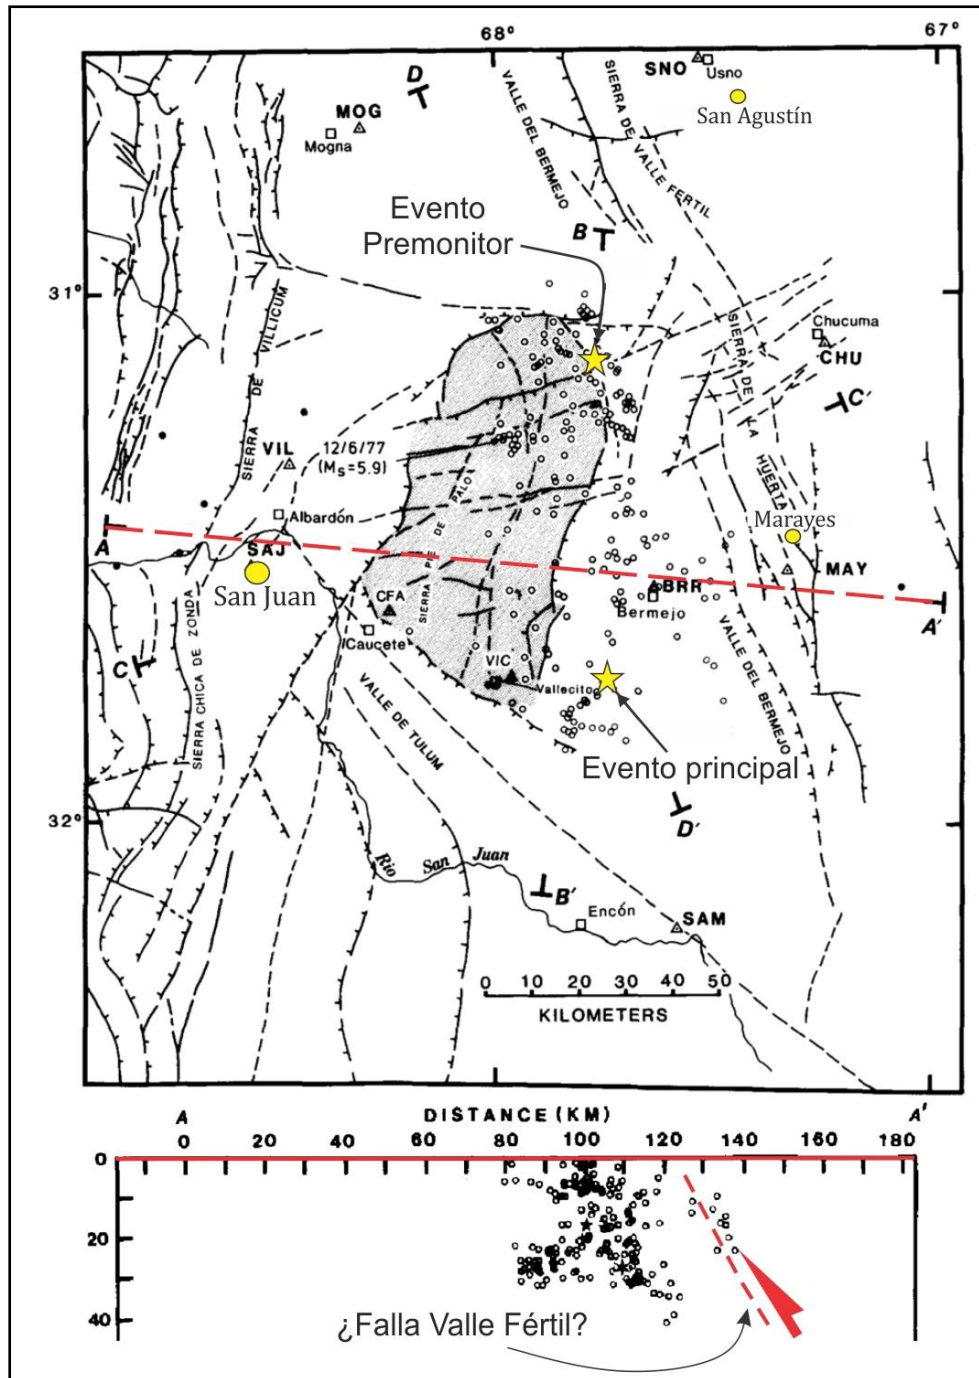 68°
67°
SNO
Usno
San Agustín
D
MOG
Mogna
VALLE DEL BERMEJO
SIERRA DE VALLE FERTIL
Evento
Premonitor
B
31°
SIERRA DE VILLICUM
Chucuma
CHU
SIERRA DE LA HUERTA
C'
12/6/77
(Ms=5.9)
VIL
Albardón
SIERRA PIE DE PALO
Marayes
A
SAJ
San Juan
MAY
BRR
Bermejo
A'
CFA
Caucete
C
SIERRA CHICA DE ZONDA
VIC
Vallecito
VALLE DE TULUM
VALLE DEL BERMEJO
Evento principal
32°
D'
Rio San Juan
B'
Encón
SAM
0 10 20 30 40 50
KILOMETERS
A
DISTANCE (KM)
A'
0 20 40 60 80 100 120 140 160 180
0
20
40
¿Falla Valle Fértil?